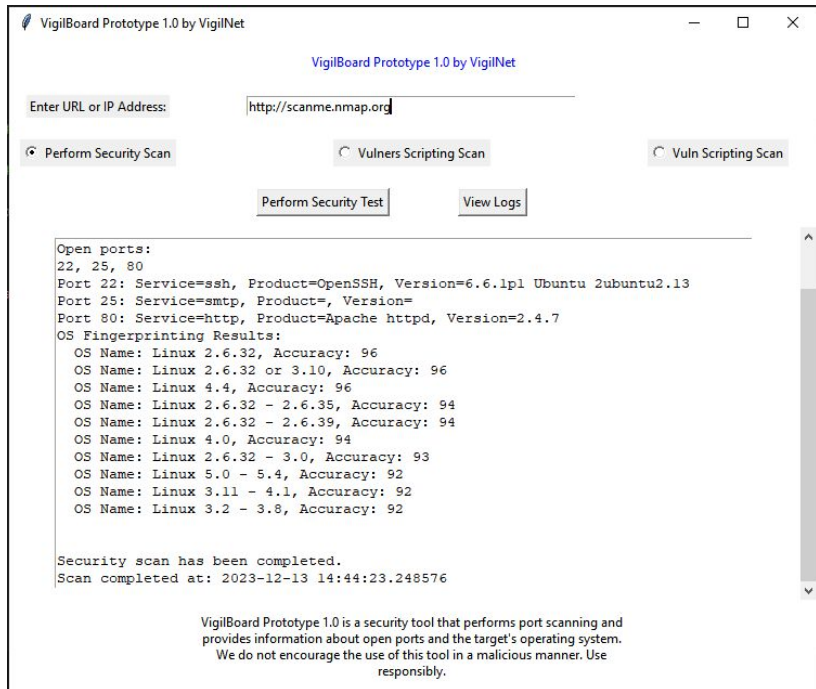 VigilBoard Prototype 1.0 by VigilNet
VigilBoard Prototype 1.0 by VigilNet
Enter URL or IP Address:
http://scanme.nmap.org
Perform Security Scan
Vulners Scripting Scan
Vuln Scripting Scan
Perform Security Test
View Logs
Open ports:
22, 25, 80
Port 22: Service=ssh, Product=OpenSSH, Version=6.6.1p1 Ubuntu 2ubuntu2.13
Port 25: Service=smtp, Product=, Version=
Port 80: Service=http, Product=Apache httpd, Version=2.4.7
OS Fingerprinting Results:
OS Name: Linux 2.6.32, Accuracy: 96
OS Name: Linux 2.6.32 or 3.10, Accuracy: 96
OS Name: Linux 4.4, Accuracy: 96
OS Name: Linux 2.6.32 - 2.6.35, Accuracy: 94
OS Name: Linux 2.6.32 - 2.6.39, Accuracy: 94
OS Name: Linux 4.0, Accuracy: 94
OS Name: Linux 2.6.32 - 3.0, Accuracy: 93
OS Name: Linux 5.0 - 5.4, Accuracy: 92
OS Name: Linux 3.11 - 4.1, Accuracy: 92
OS Name: Linux 3.2 - 3.8, Accuracy: 92
Security scan has been completed.
Scan completed at: 2023-12-13 14:44:23.248576
VigilBoard Prototype 1.0 is a security tool that performs port scanning and
provides information about open ports and the target's operating system.
We do not encourage the use of this tool in a malicious manner. Use
responsibly.